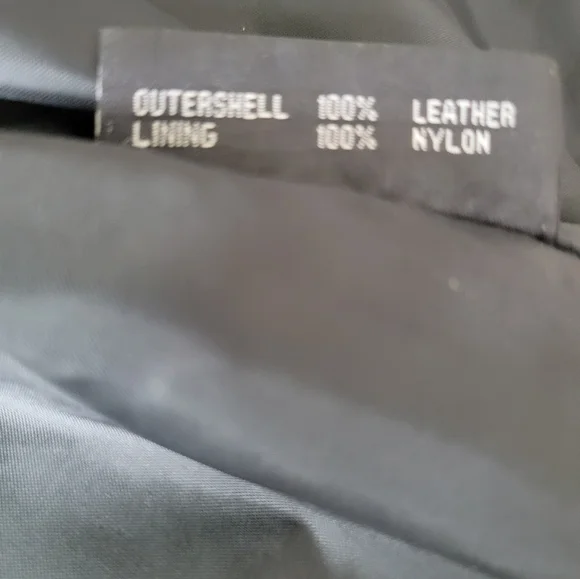 OUTERSHELL 100% LEATHER
LINING 100% NYLON